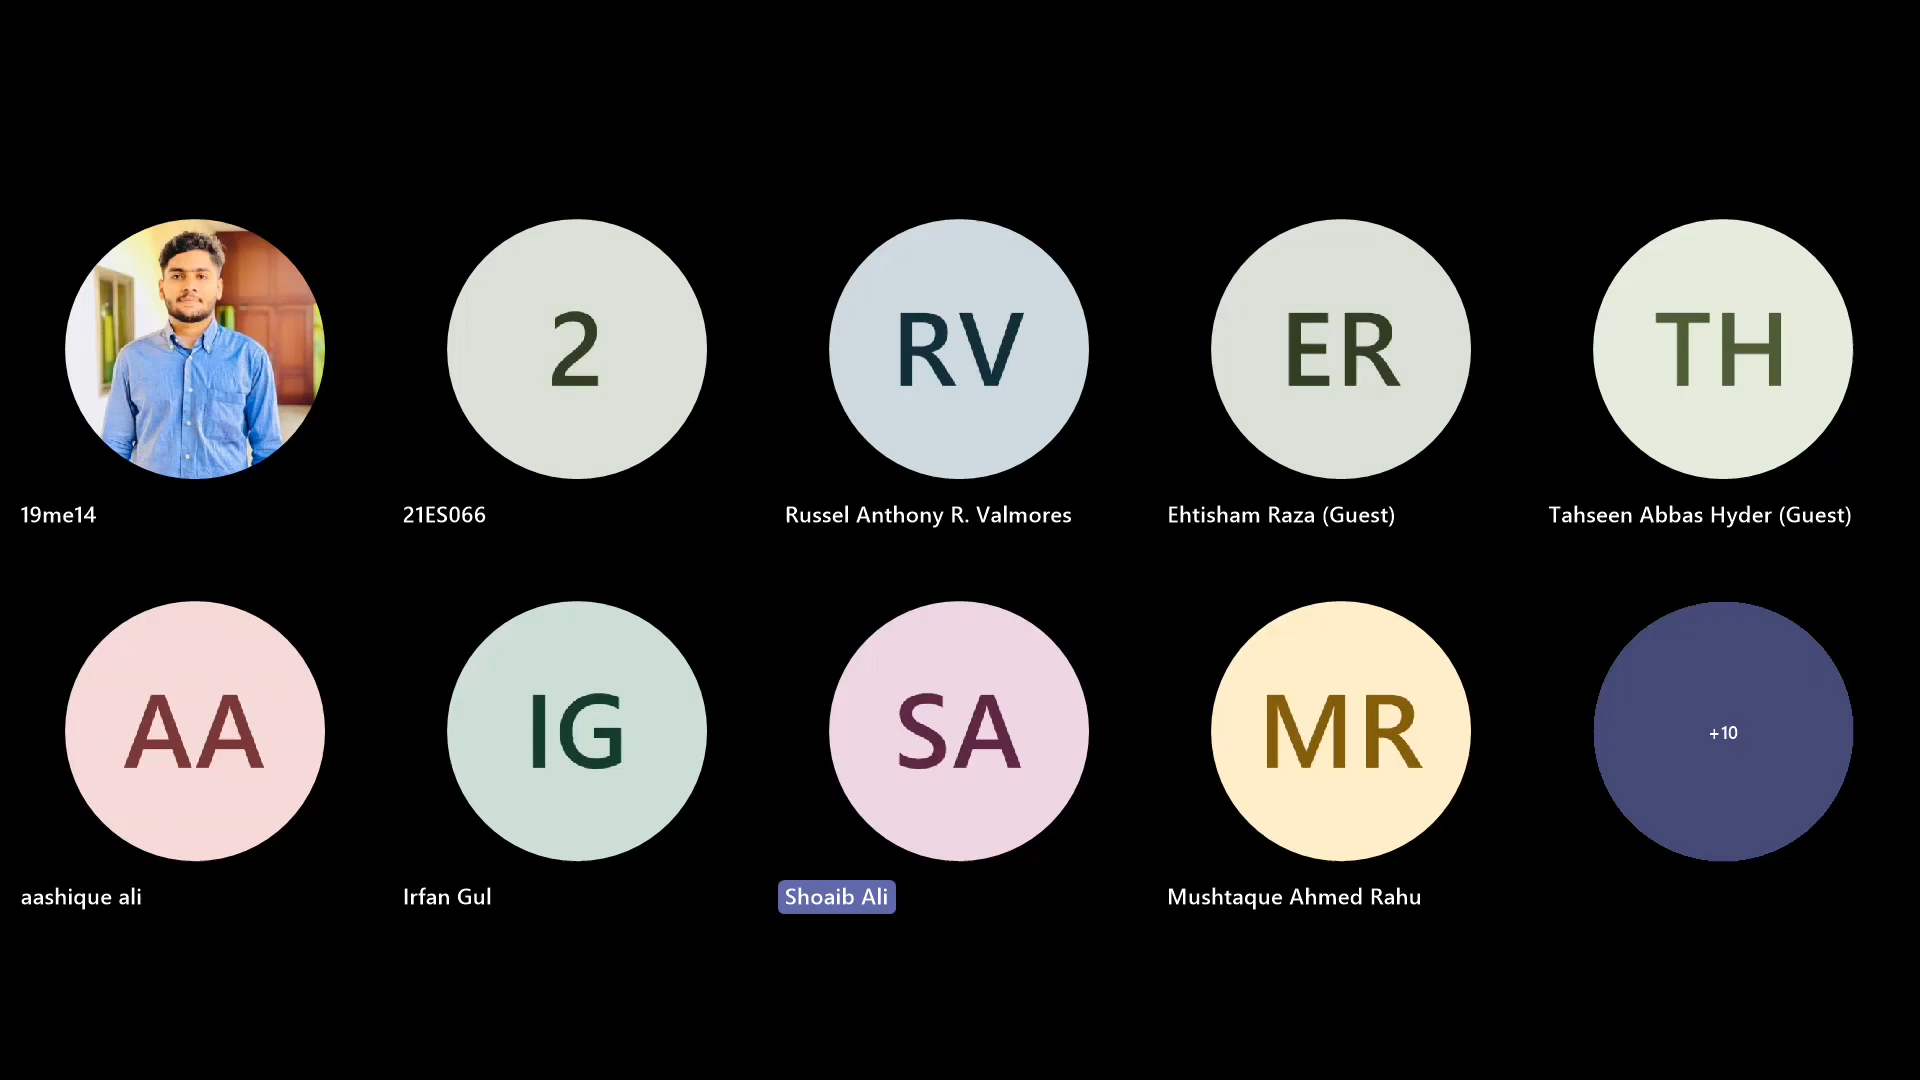 2
RV
ER
TH
19me14
21ES066
Russel Anthony R. Valmores
Ehtisham Raza (Guest)
Tahseen Abbas Hyder (Guest)
AA
IG
SA
MR
+10
aashique ali
Irfan Gul
Shoaib Ali
Mushtaque Ahmed Rahu